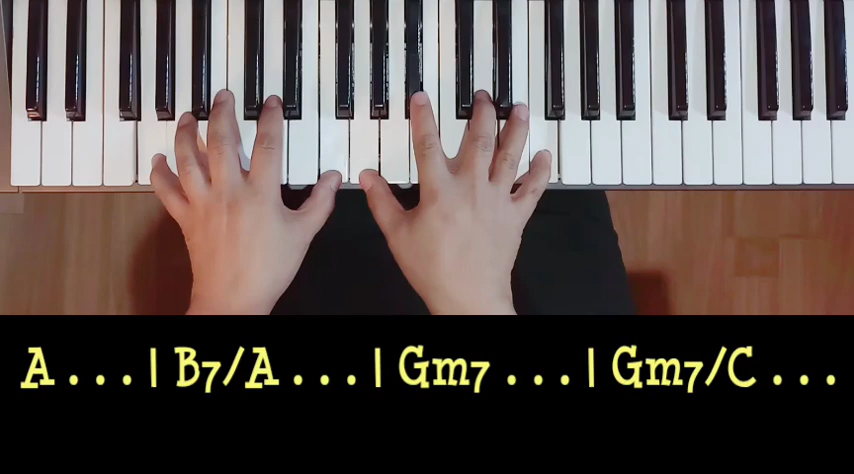 A . . . | B7/A . . . | Gm7 . . . | Gm7/C . . .